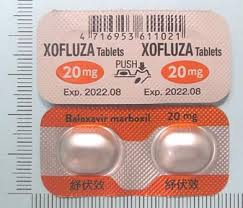 4 716953 611021
XOFLUZA Tablets XOFLUZA Tablets
20 mg PUSH 20 mg
Exp. 2022.08 Exp. 2022.08
Baloxavir marboxil 20 mg
紓伏效 紓伏效